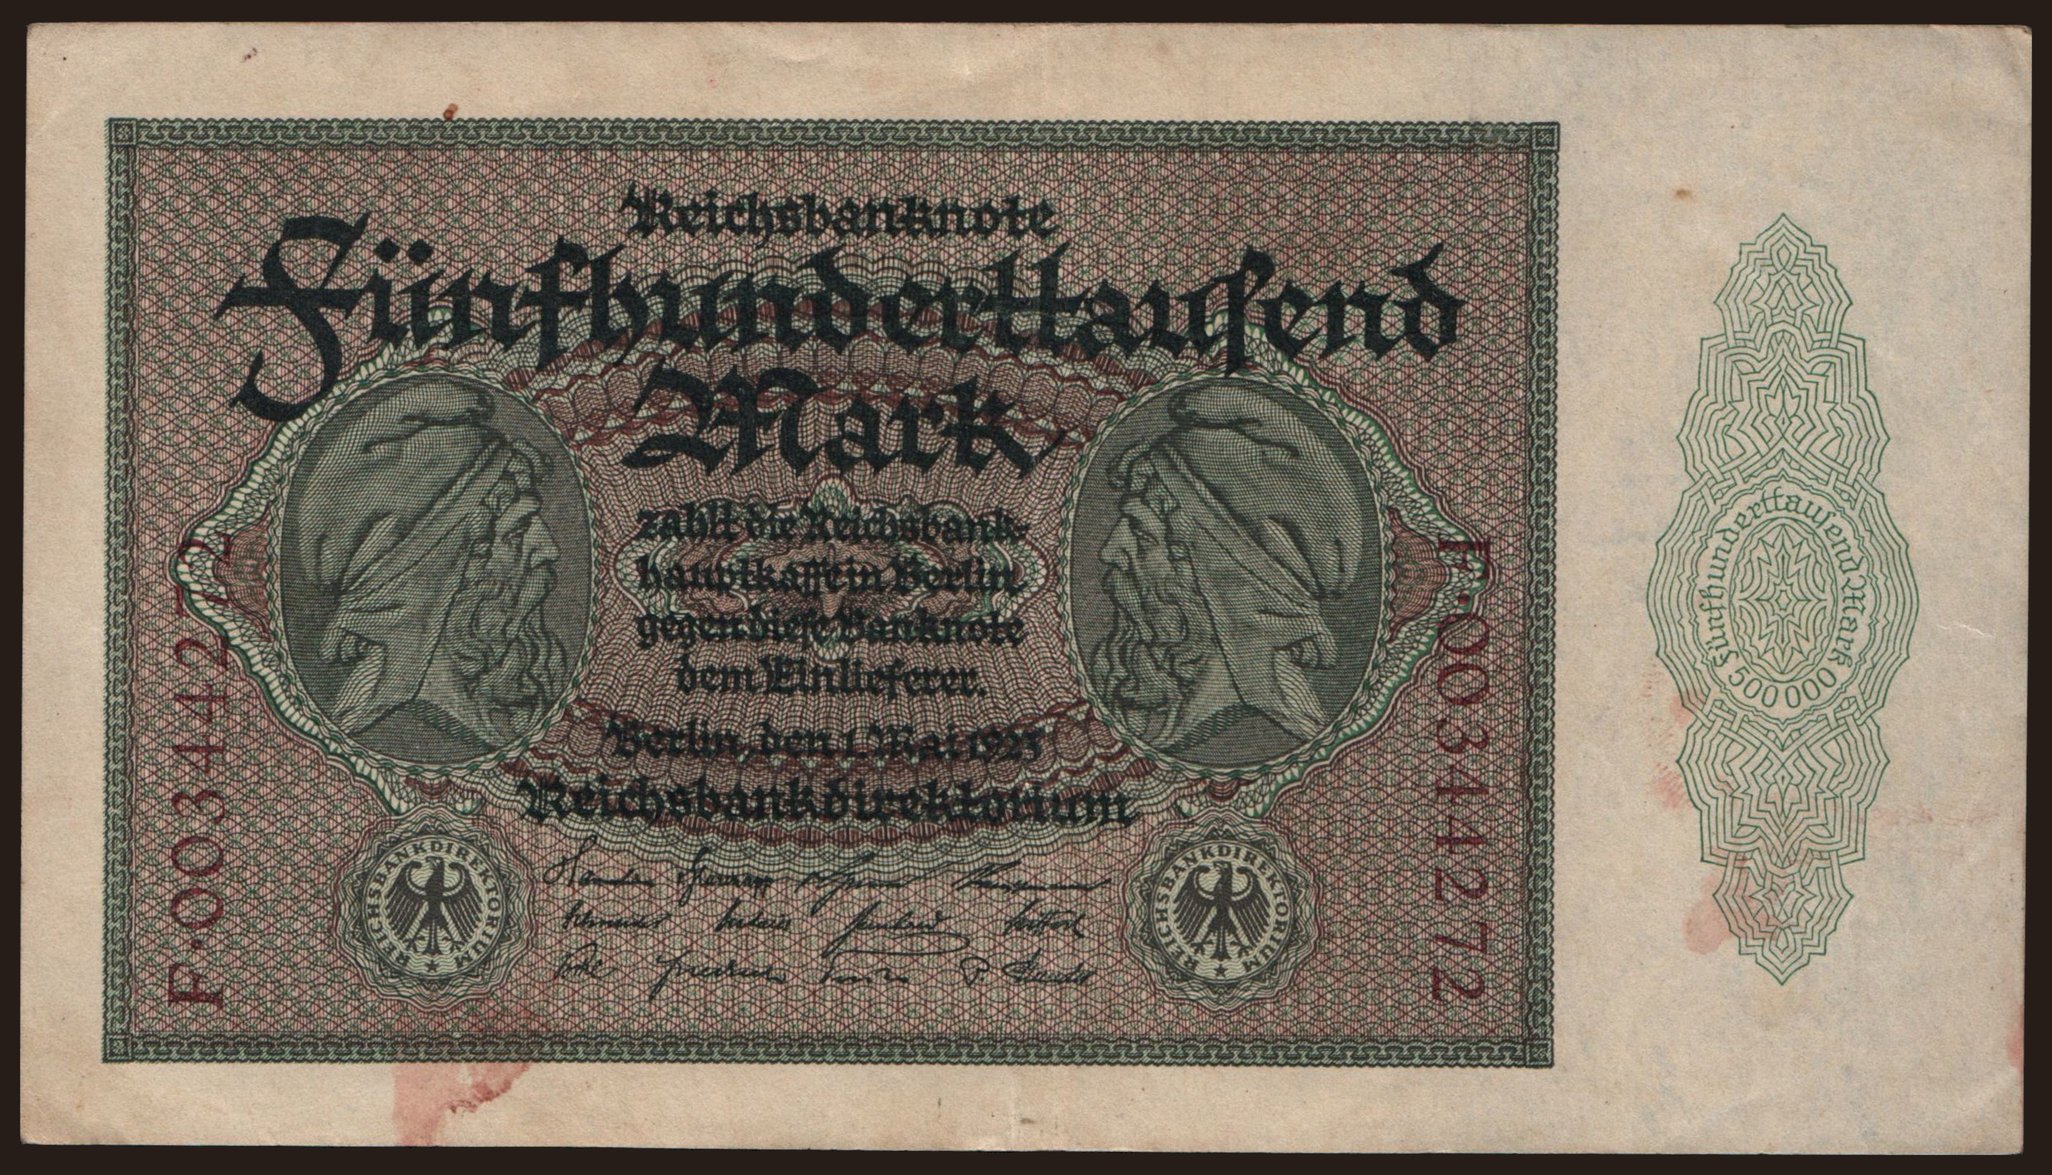 Reichsbanknote
Fünfhunderttausend
Mark
zahlt die Reichsbank-
hauptkasse in Berlin
gegen diese Banknote
dem Einlieferer.
Berlin, den 1. Mai 1923
Reichsbankdirektorium
REICHSBANKDIREKTORIUM
REICHSBANKDIREKTORIUM
F·00344272
F·00344272
Fünfhunderttausend Mark
500 000